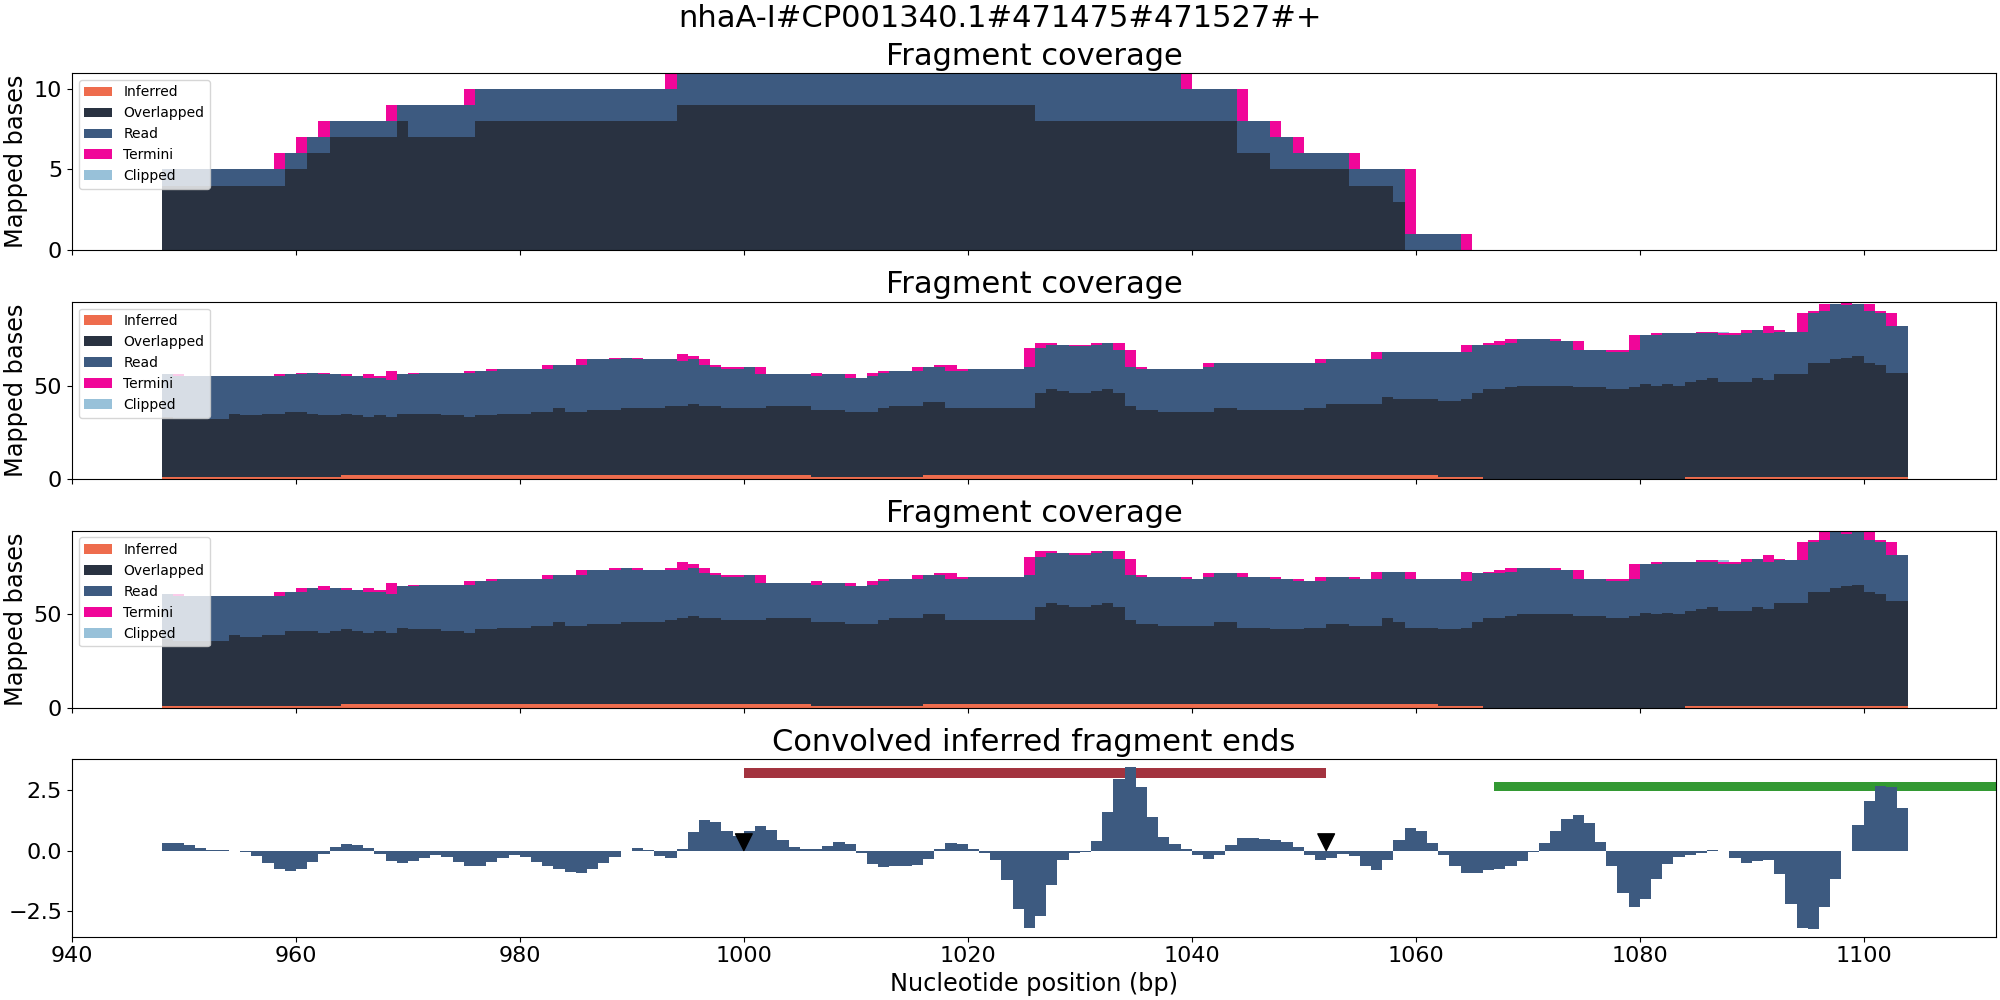 nhaA-I#CP001340.1#471475#471527#+
Fragment coverage
Mapped bases
10
5
0
Inferred
Overlapped
Read
Termini
Clipped
Fragment coverage
Mapped bases
50
0
Inferred
Overlapped
Read
Termini
Clipped
Fragment coverage
Mapped bases
50
0
Inferred
Overlapped
Read
Termini
Clipped
Convolved inferred fragment ends
2.5
0.0
−2.5
940 960 980 1000 1020 1040 1060 1080 1100
Nucleotide position (bp)